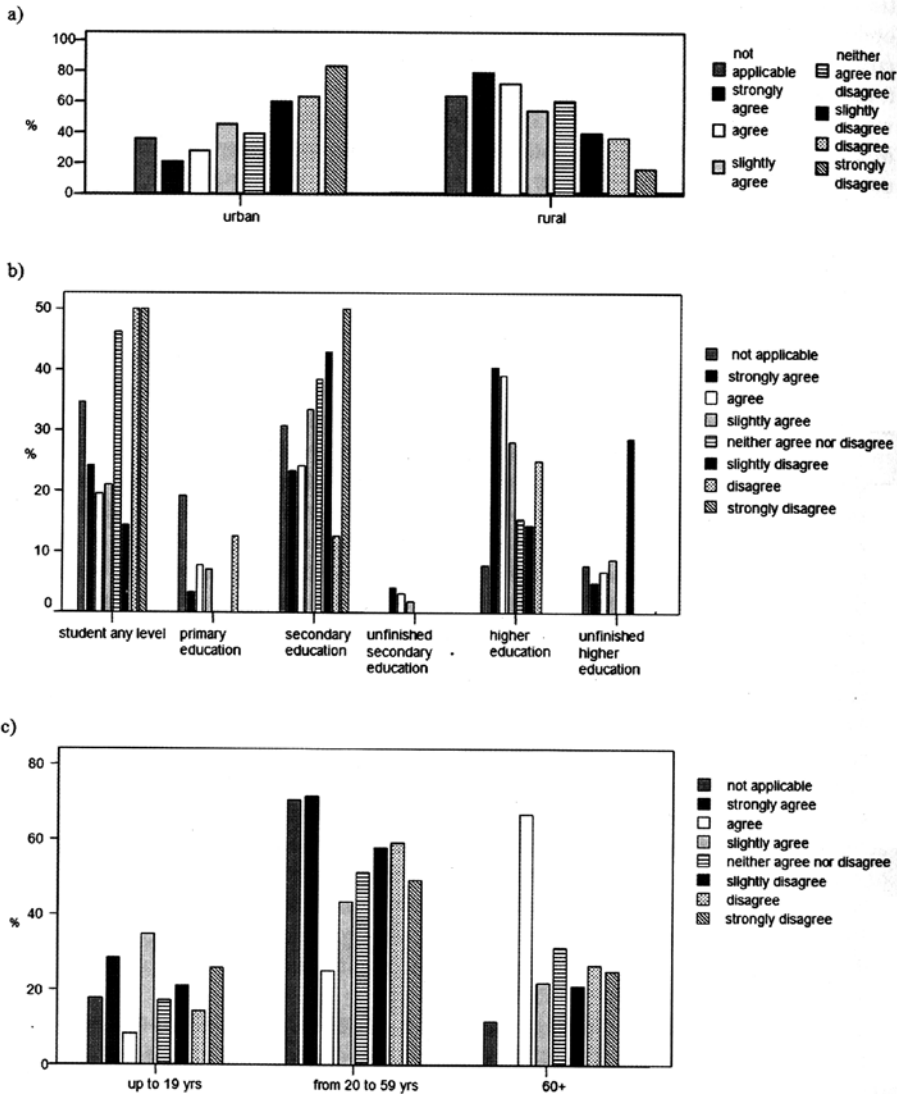 a)
100
80
60
40
20
0
%
urban
rural
not
applicable
strongly
agree
agree
slightly
agree
neither
agree nor
disagree
slightly
disagree
disagree
strongly
disagree
b)
50
40
30
%
20
10
0
student any level
primary
education
secondary
education
unfinished
secondary
education
higher
education
unfinished
higher
education
not applicable
strongly agree
agree
slightly agree
neither agree nor disagree
slightly disagree
disagree
strongly disagree
c)
80
60
40
%
20
0
up to 19 yrs
from 20 to 59 yrs
60+
not applicable
strongly agree
agree
slightly agree
neither agree nor disagree
slightly disagree
disagree
strongly disagree